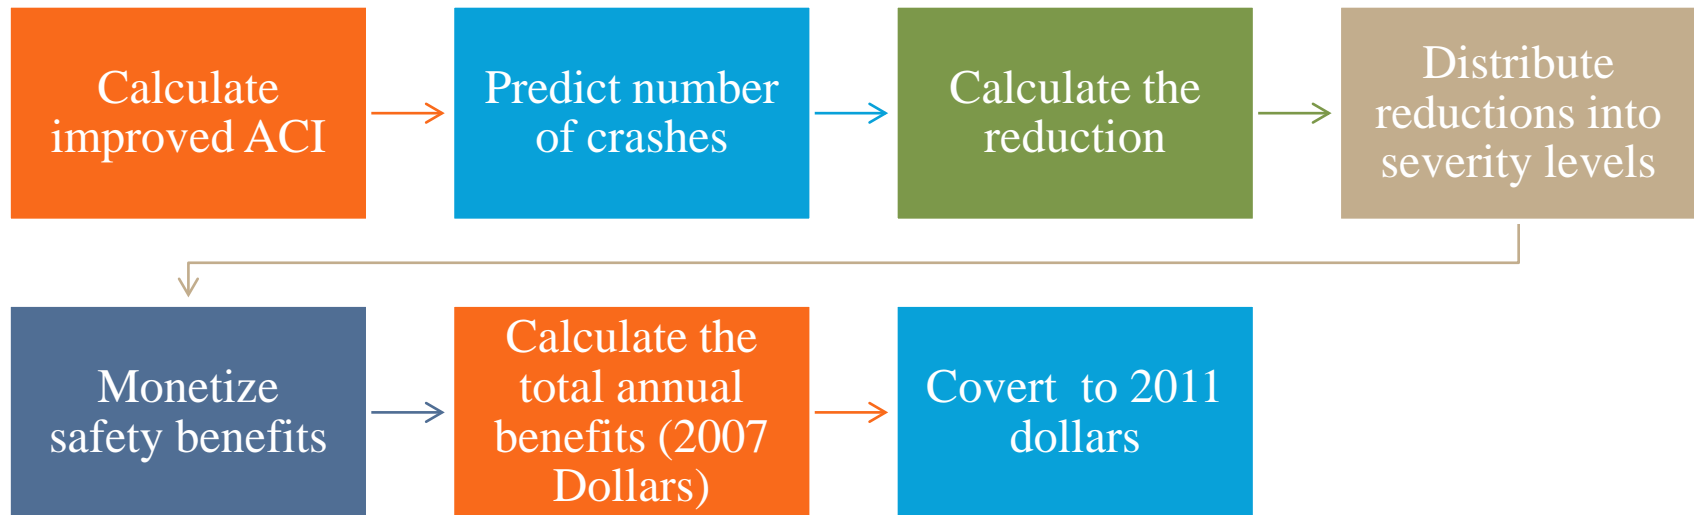 Calculate
improved ACI
Predict number
of crashes
Calculate the
reduction
Distribute
reductions into
severity levels
Monetize
safety benefits
Calculate the
total annual
benefits (2007
Dollars)
Covert  to 2011
dollars